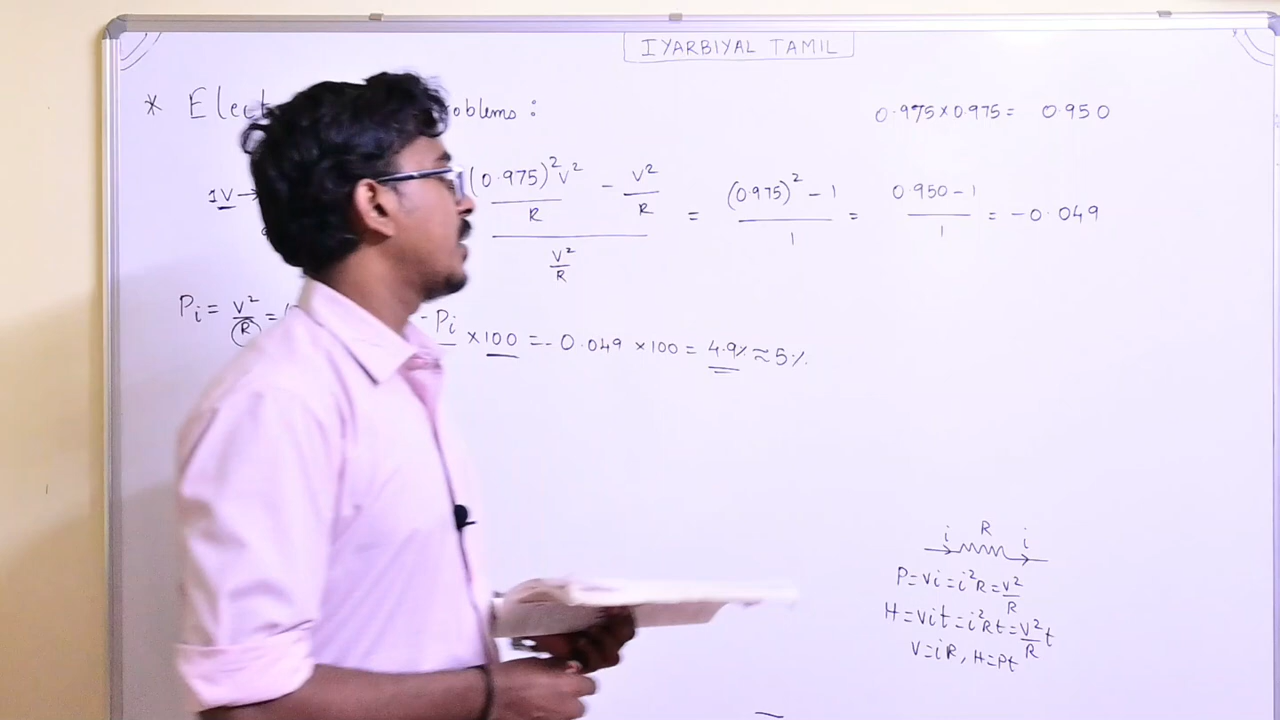 IYARBIYAL TAMIL
* Elect oblems :
0.975×0.975= 0.950
1V→ (0.975)²V²/R - V²/R / V²/R = (0.975)² - 1 / 1 = 0.950 - 1 / 1 = -0.049
Pi = V²/R = - Pi ×100 = - 0.049 ×100 = 4.9% ≈ 5%
i R i
P=Vi=i²R=V²/R
H=Vit=i²Rt=V²/R t
V=iR, H=Pt